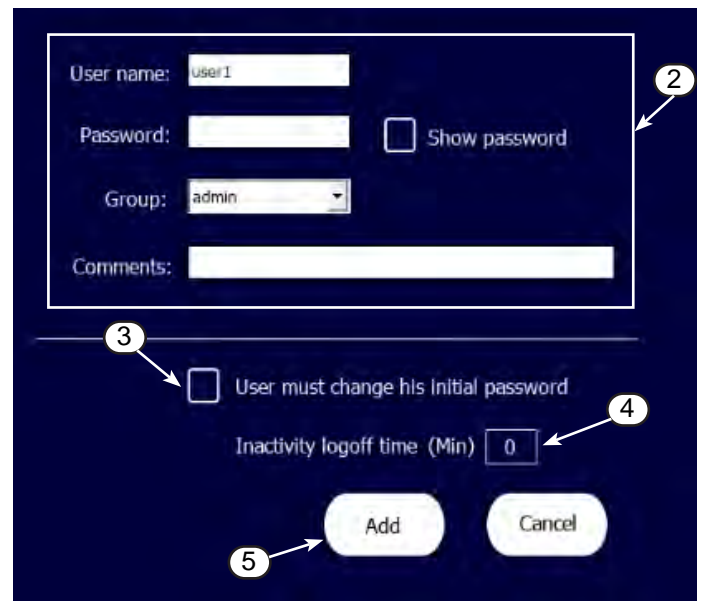 User name: user1
2
Password: Show password
Group: admin
Comments:
3
User must change his initial password
4
Inactivity logoff time (Min) 0
Add Cancel
5